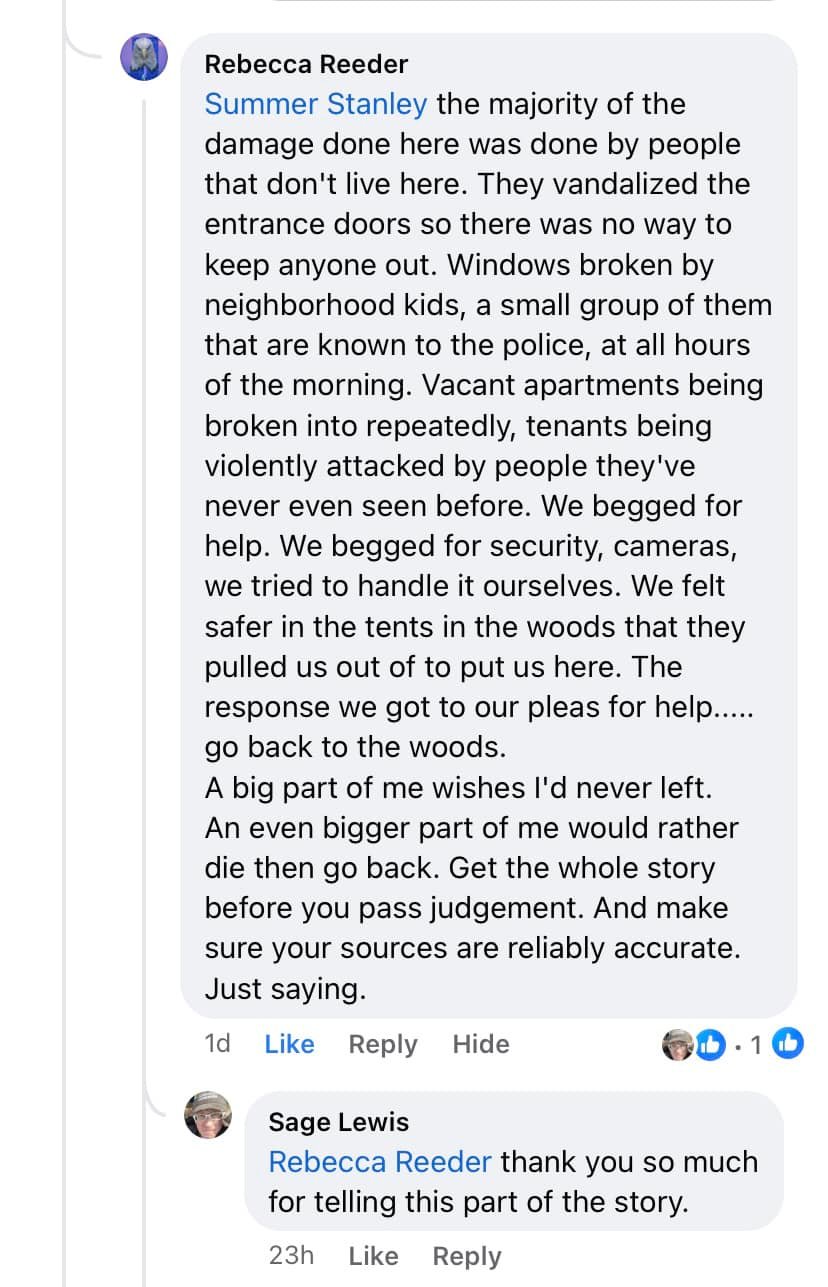 Rebecca Reeder
Summer Stanley the majority of the
damage done here was done by people
that don't live here. They vandalized the
entrance doors so there was no way to
keep anyone out. Windows broken by
neighborhood kids, a small group of them
that are known to the police, at all hours
of the morning. Vacant apartments being
broken into repeatedly, tenants being
violently attacked by people they've
never even seen before. We begged for
help. We begged for security, cameras,
we tried to handle it ourselves. We felt
safer in the tents in the woods that they
pulled us out of to put us here. The
response we got to our pleas for help.....
go back to the woods.
A big part of me wishes I'd never left.
An even bigger part of me would rather
die then go back. Get the whole story
before you pass judgement. And make
sure your sources are reliably accurate.
Just saying.
1d Like Reply Hide · 1
Sage Lewis
Rebecca Reeder thank you so much
for telling this part of the story.
23h Like Reply